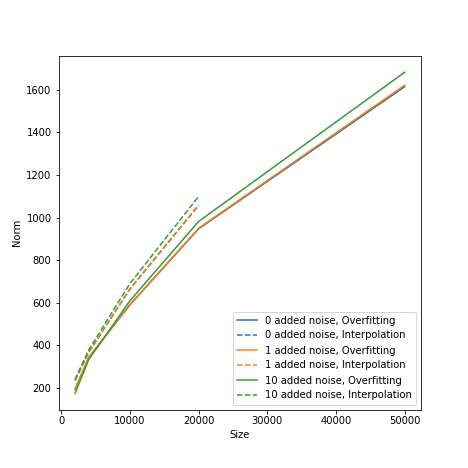 1600
1400
1200
1000
800
600
400
200
Norm
0 added noise, Overfitting
0 added noise, Interpolation
1 added noise, Overfitting
1 added noise, Interpolation
10 added noise, Overfitting
10 added noise, Interpolation
0 10000 20000 30000 40000 50000
Size